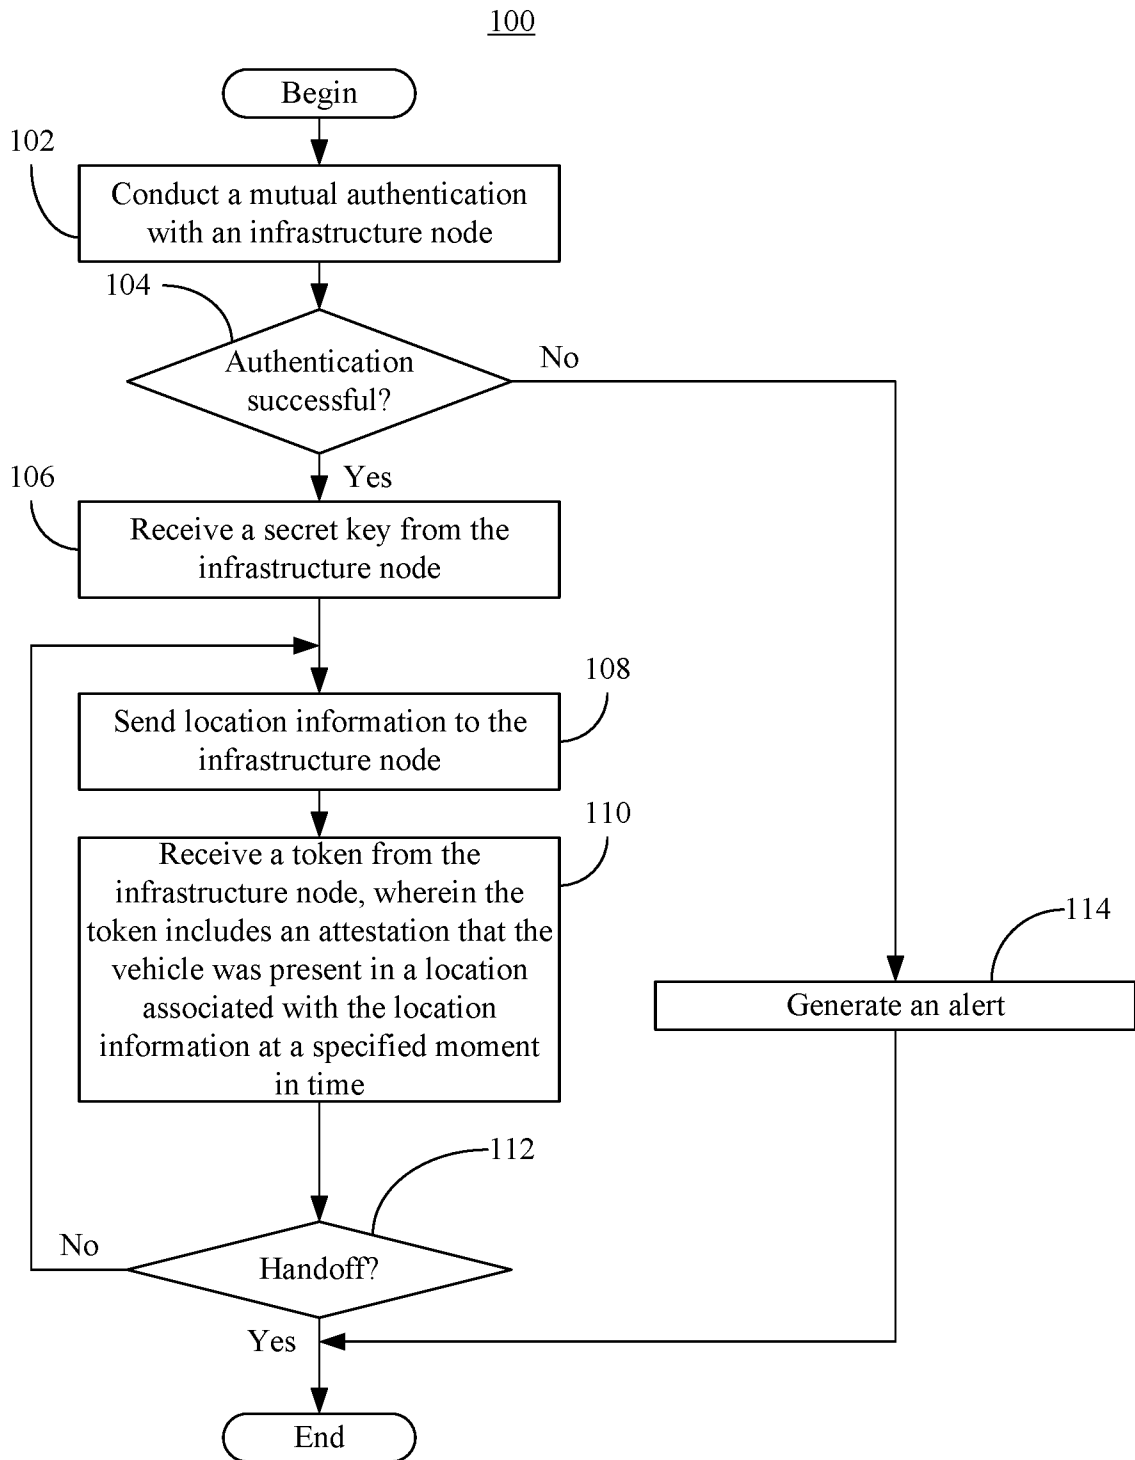 100
Begin
102
Conduct a mutual authentication
with an infrastructure node
104
Authentication
successful?
No
Yes
106
Receive a secret key from the
infrastructure node
108
Send location information to the
infrastructure node
110
Receive a token from the
infrastructure node, wherein the
token includes an attestation that the
vehicle was present in a location
associated with the location
information at a specified moment
in time
114
Generate an alert
112
No
Handoff?
Yes
End